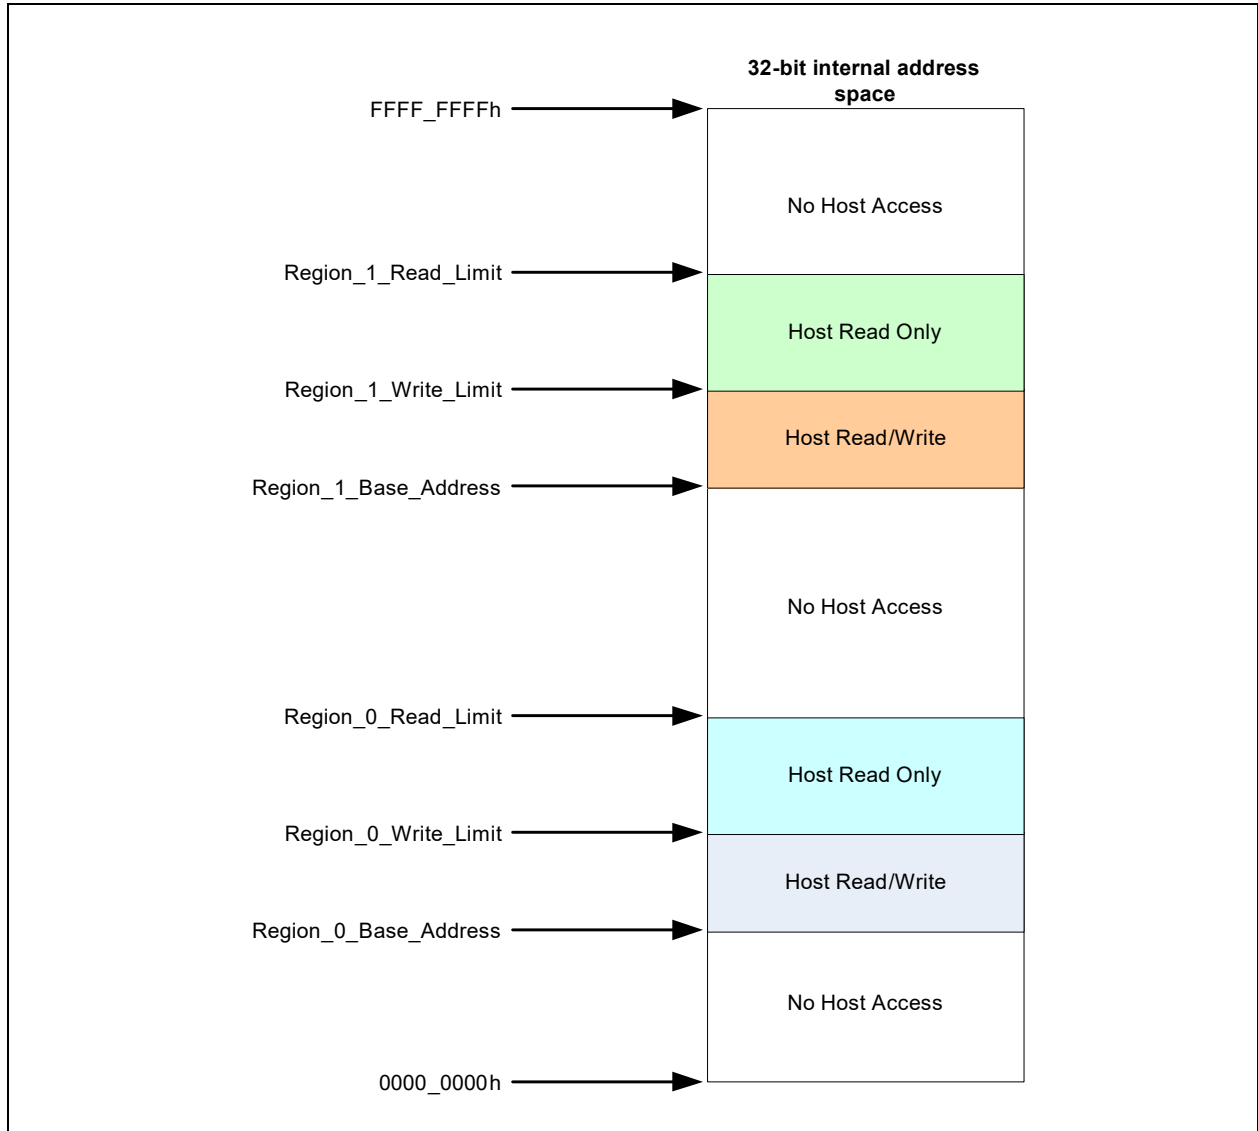 32-bit internal address
space
FFFF_FFFFh
No Host Access
Region_1_Read_Limit
Host Read Only
Region_1_Write_Limit
Host Read/Write
Region_1_Base_Address
No Host Access
Region_0_Read_Limit
Host Read Only
Region_0_Write_Limit
Host Read/Write
Region_0_Base_Address
No Host Access
0000_0000h